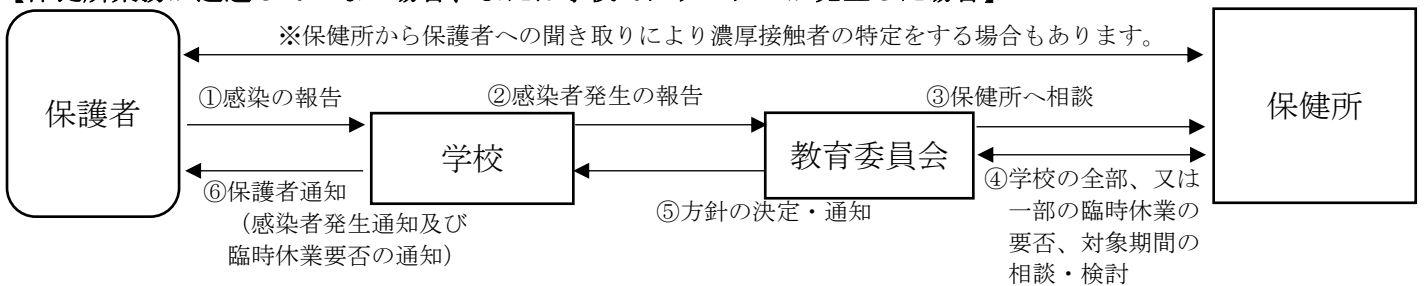 ※保健所から保護者への聞き取りにより濃厚接触者の特定をする場合もあります。
保護者
①感染の報告
②感染者発生の報告
③保健所へ相談
保健所
学校
教育委員会
⑥保護者通知
（感染者発生通知及び
臨時休業要否の通知）
⑤方針の決定・通知
④学校の全部、又は
一部の臨時休業の
要否、対象期間の
相談・検討